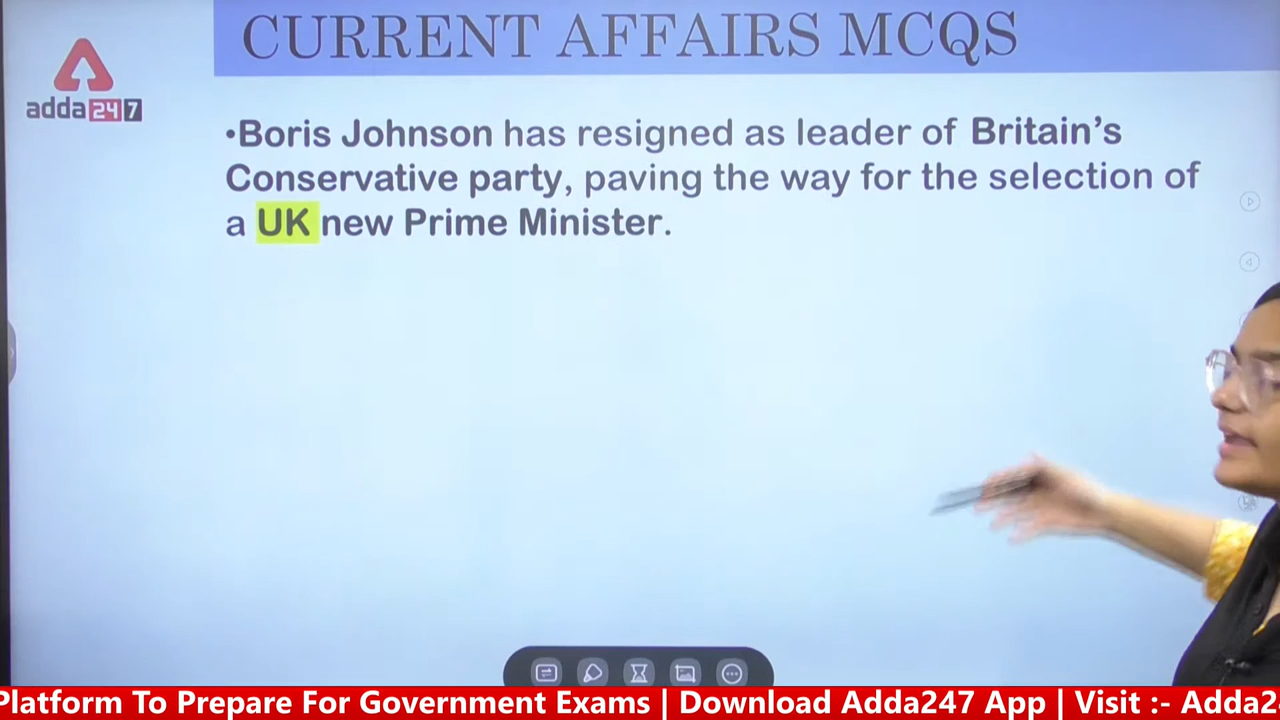 CURRENT AFFAIRS MCQS
adda247
•Boris Johnson has resigned as leader of Britain's
Conservative party, paving the way for the selection of
a UK new Prime Minister.
Platform To Prepare For Government Exams | Download Adda247 App | Visit :- Adda2